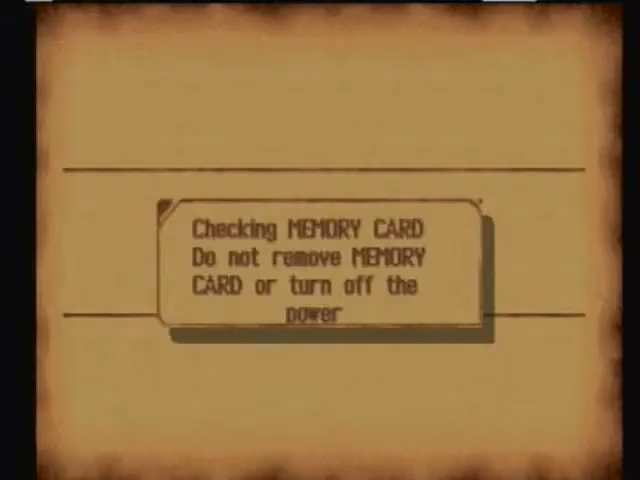 Checking MEMORY CARD
Do not remove MEMORY
CARD or turn off the
power